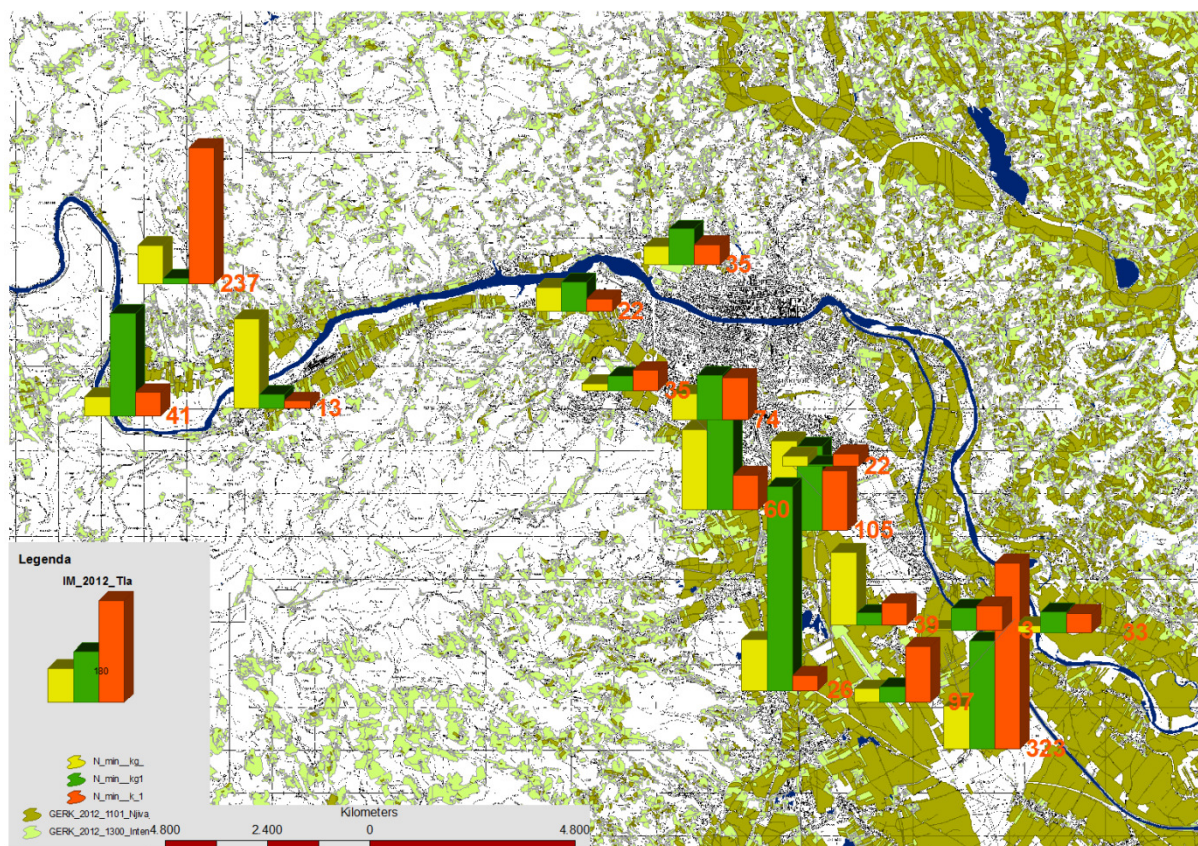 237
35
22
41
13
35
74
22
60
105
39
33
26
97
323
Legenda
IM_2012_Tla
180
N_min__kg_
N_min__kg1
N_min__k_1
GERK_2012_1101_Njiva
GERK_2012_1300_Inten
Kilometers
4.800 2.400 0 4.800